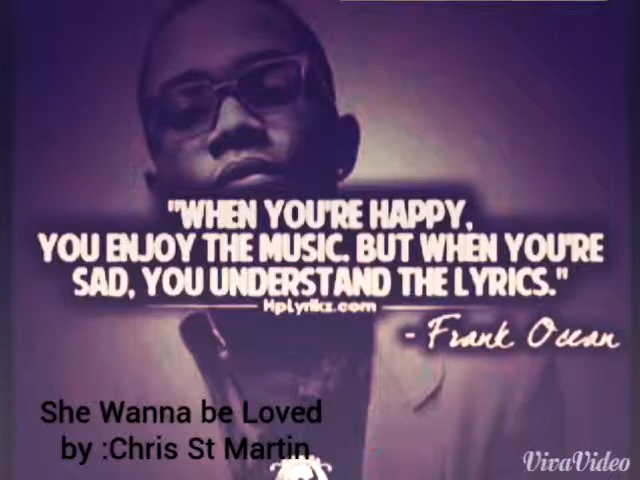 "WHEN YOU'RE HAPPY,
YOU ENJOY THE MUSIC. BUT WHEN YOU'RE
SAD, YOU UNDERSTAND THE LYRICS."
HpLyrikz.com
- Frank Ocean
She Wanna be Loved
by :Chris St Martin
VivaVideo